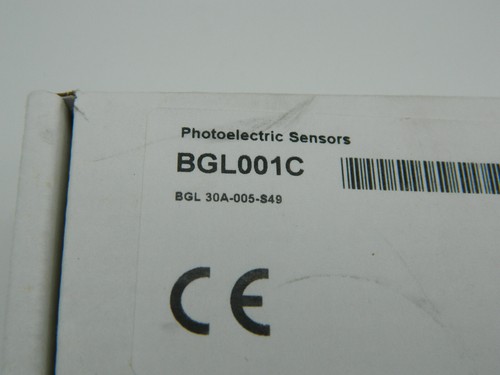 Photoelectric Sensors
BGL001C
BGL 30A-005-S49
CE